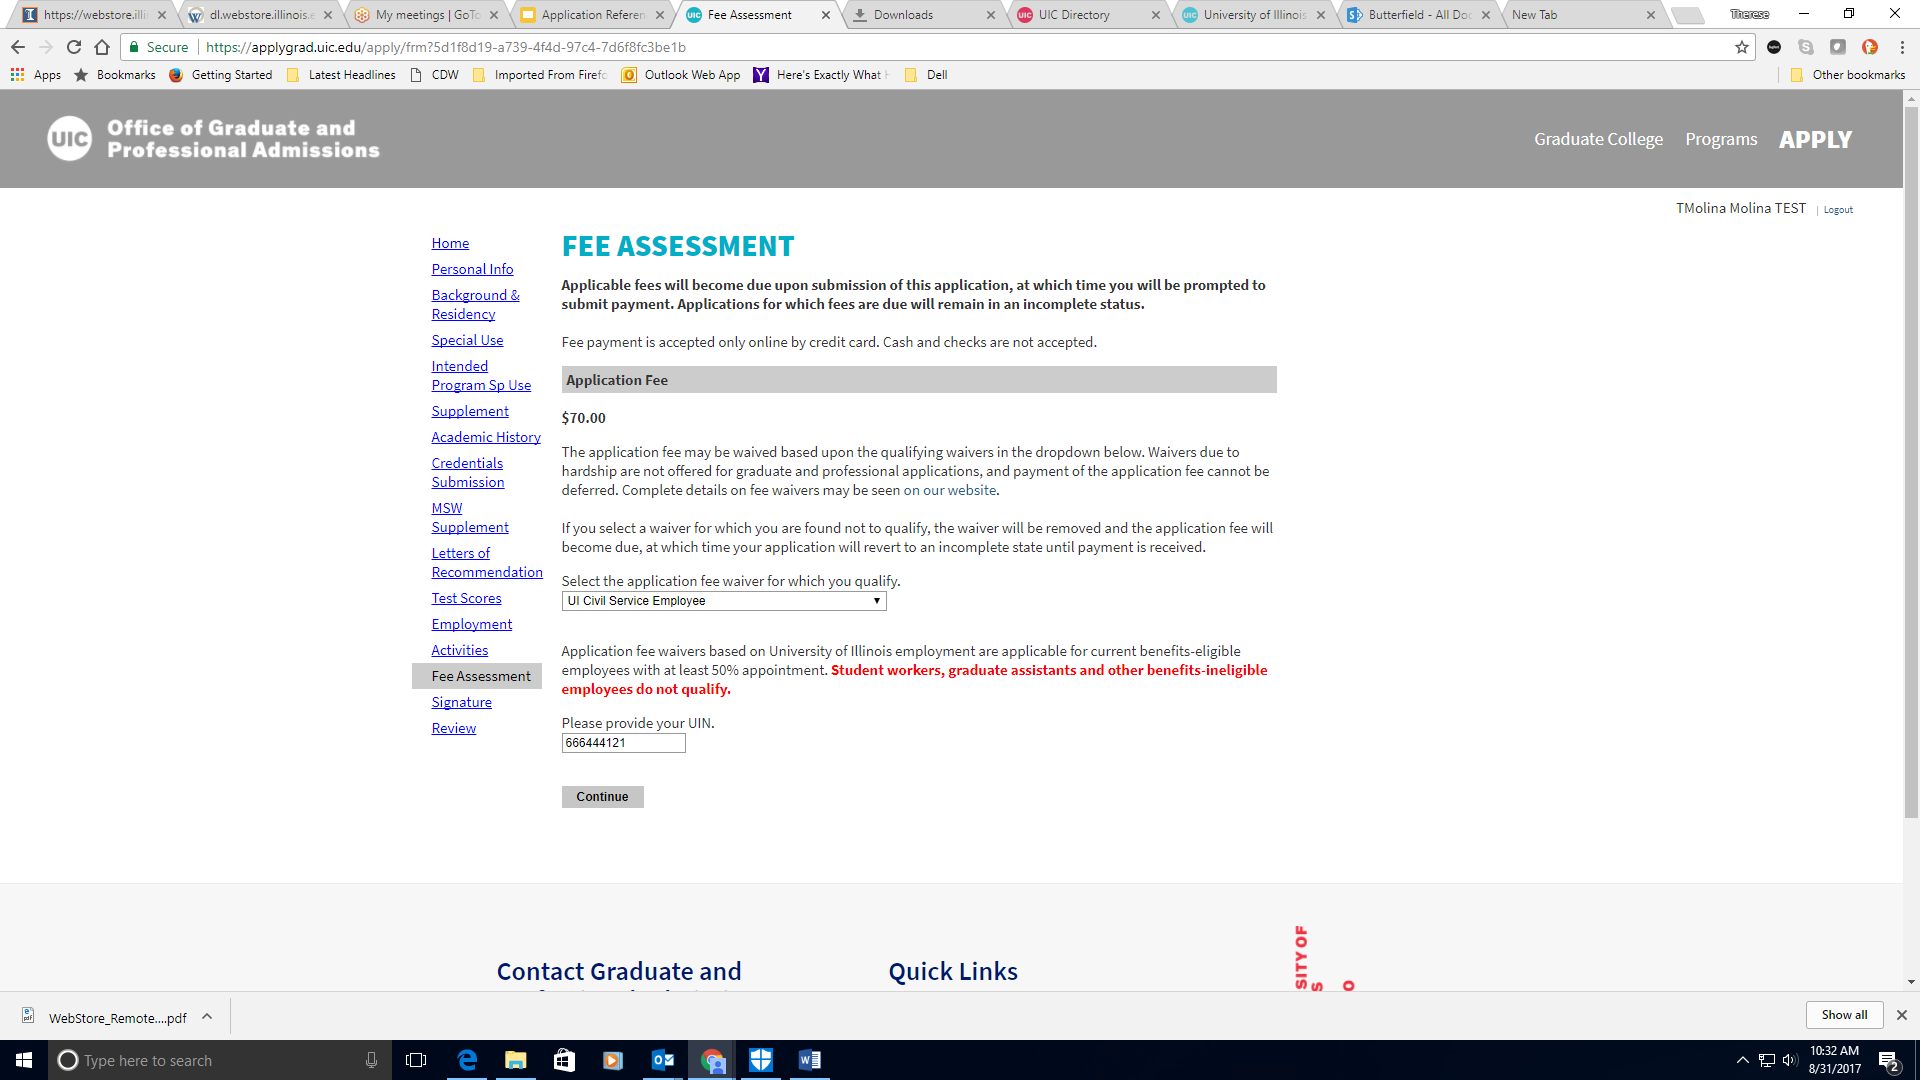 https://webstore.illi
dl.webstore.illinois.e
My meetings | GoTo
Application Referen
Fee Assessment
Downloads
UIC Directory
University of Illinois
Butterfield - All Doc
New Tab
Therese
Secure
https://applygrad.uic.edu/apply/frm?5d1f8d19-a739-4f4d-97c4-7d6f8fc3be1b
Apps
Bookmarks
Getting Started
Latest Headlines
CDW
Imported From Firefo
Outlook Web App
Here's Exactly What H
Dell
Other bookmarks
UIC
Office of Graduate and
Professional Admissions
Graduate College
Programs
APPLY
TMolina Molina TEST | Logout
Home
Personal Info
Background &
Residency
Special Use
Intended
Program Sp Use
Supplement
Academic History
Credentials
Submission
MSW
Supplement
Letters of
Recommendation
Test Scores
Employment
Activities
Fee Assessment
Signature
Review
FEE ASSESSMENT
Applicable fees will become due upon submission of this application, at which time you will be prompted to
submit payment. Applications for which fees are due will remain in an incomplete status.
Fee payment is accepted only online by credit card. Cash and checks are not accepted.
Application Fee
$70.00
The application fee may be waived based upon the qualifying waivers in the dropdown below. Waivers due to
hardship are not offered for graduate and professional applications, and payment of the application fee cannot be
deferred. Complete details on fee waivers may be seen on our website.
If you select a waiver for which you are found not to qualify, the waiver will be removed and the application fee will
become due, at which time your application will revert to an incomplete state until payment is received.
Select the application fee waiver for which you qualify.
UI Civil Service Employee
Application fee waivers based on University of Illinois employment are applicable for current benefits-eligible
employees with at least 50% appointment. Student workers, graduate assistants and other benefits-ineligible
employees do not qualify.
Please provide your UIN.
666444121
Continue
Contact Graduate and
Quick Links
SITY OF
WebStore_Remote....pdf
Show all
Type here to search
10:32 AM
8/31/2017
2